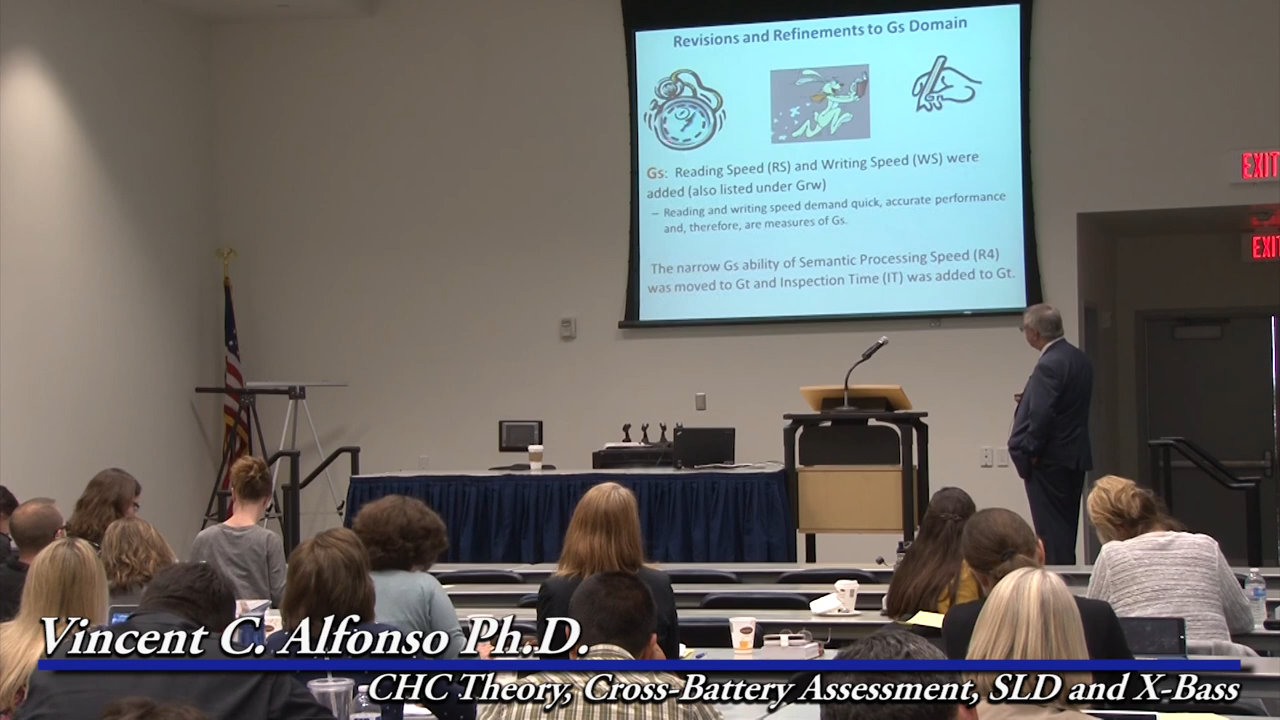 Revisions and Refinements to Gs Domain
Gs: Reading Speed (RS) and Writing Speed (WS) were
added (also listed under Grw)
– Reading and writing speed demand quick, accurate performance
and, therefore, are measures of Gs.
The narrow Gs ability of Semantic Processing Speed (R4)
was moved to Gt and Inspection Time (IT) was added to Gt.
EXIT
EXIT
Vincent C. Alfonso Ph.D.
CHC Theory, Cross-Battery Assessment, SLD and X-Bass